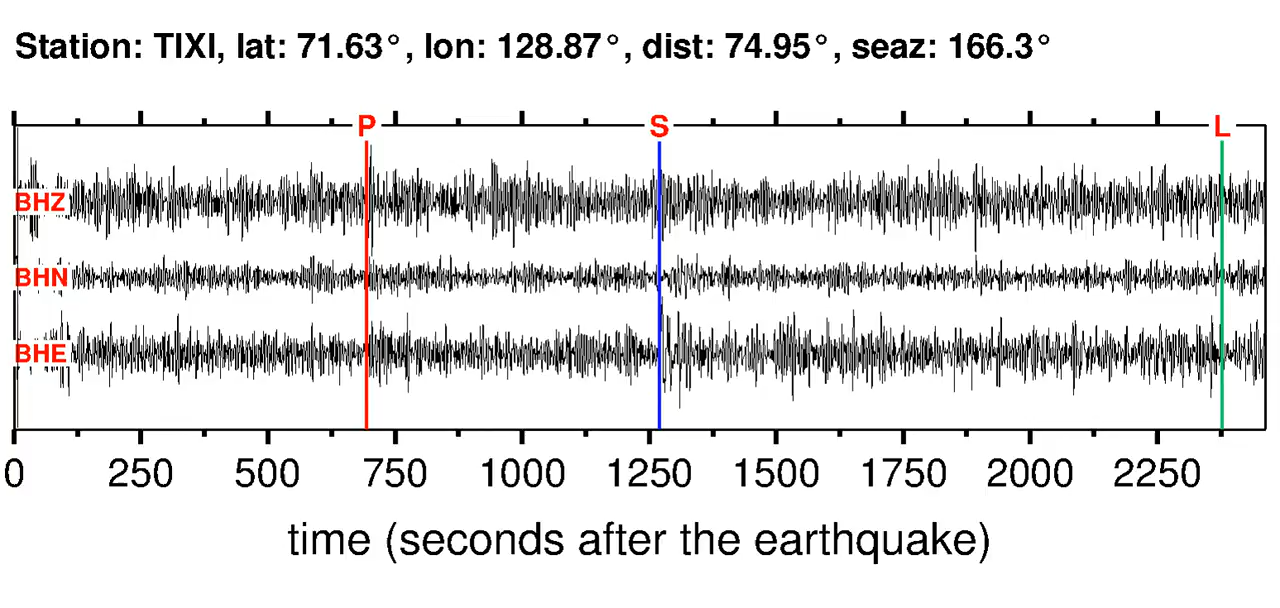 Station: TIXI, lat: 71.63°, lon: 128.87°, dist: 74.95°, seaz: 166.3°
P S L
BHZ
BHN
BHE
0 250 500 750 1000 1250 1500 1750 2000 2250
time (seconds after the earthquake)